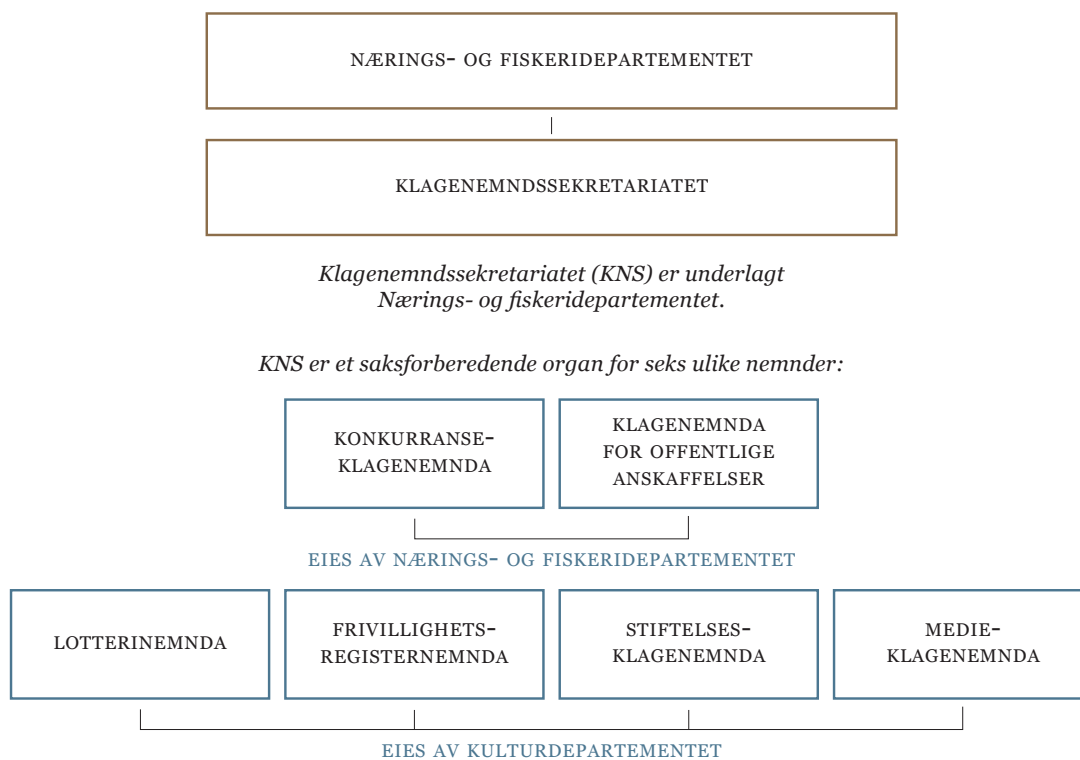 NÆRINGS- OG FISKERIDEPARTEMENTET
KLAGENEMNDSSEKRETARIATET
Klagenemndssekretariatet (KNS) er underlagt
Nærings- og fiskeridepartementet.
KNS er et saksforberedende organ for seks ulike nemnder:
KONKURRANSE-
KLAGENEMNDA
KLAGENEMNDA
FOR OFFENTLIGE
ANSKAFFELSER
EIES AV NÆRINGS- OG FISKERIDEPARTEMENTET
LOTTERINEMNDA
FRIVILLIGHETS-
REGISTERNEMNDA
STIFTELSES-
KLAGENEMNDA
MEDIE-
KLAGENEMNDA
EIES AV KULTURDEPARTEMENTET